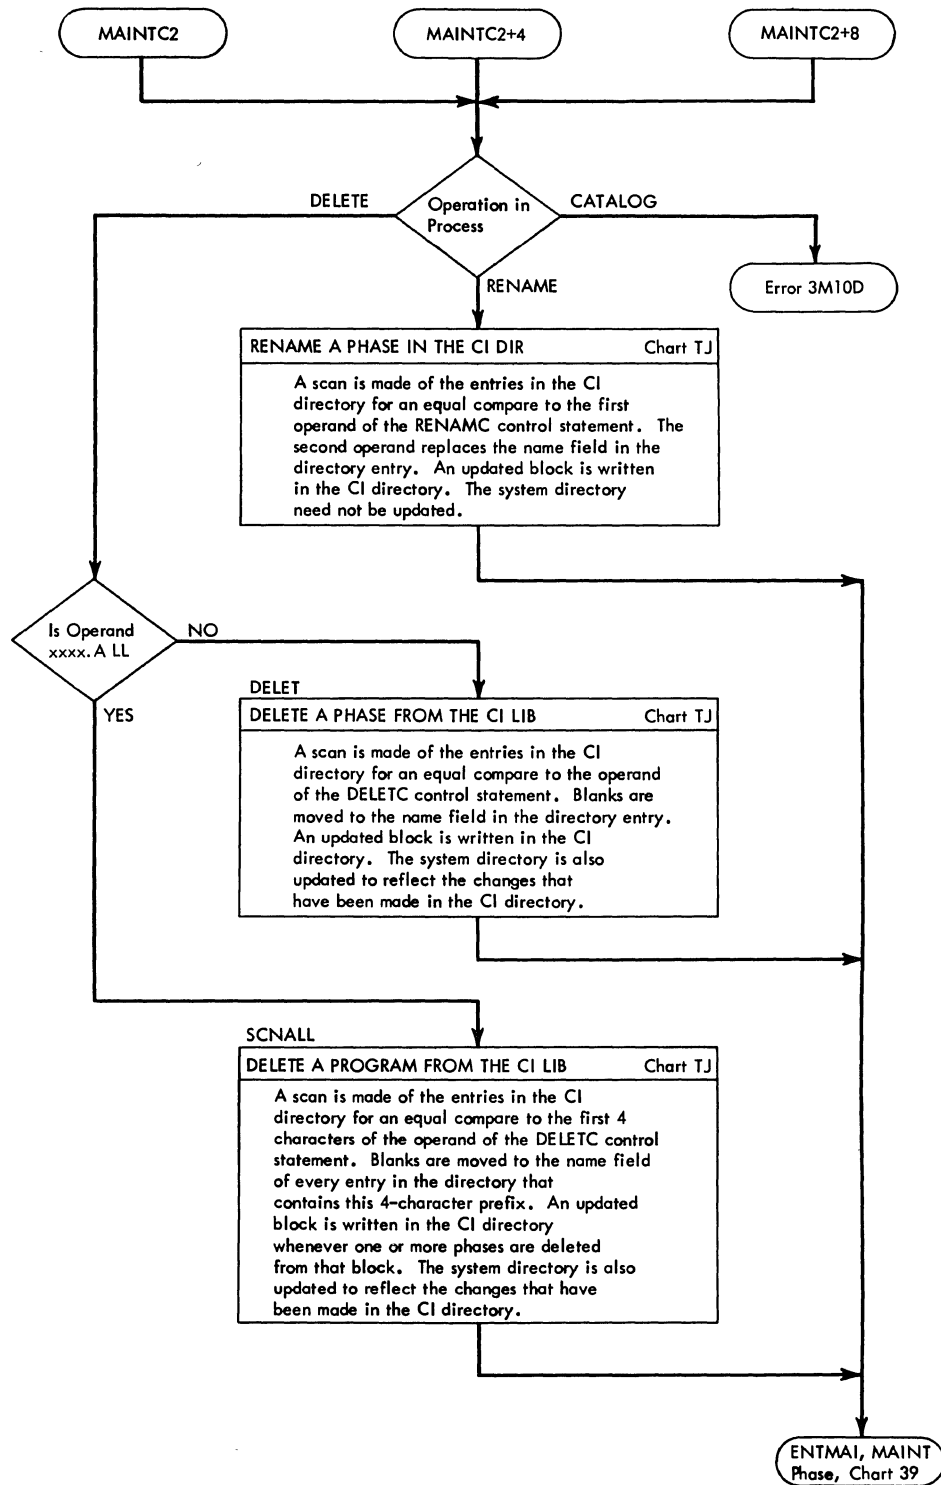 MAINTC2
MAINTC2+4
MAINTC2+8
DELETE
Operation in
Process
CATALOG
RENAME
Error 3M10D
RENAME A PHASE IN THE CI DIR Chart TJ
A scan is made of the entries in the CI
directory for an equal compare to the first
operand of the RENAMC control statement. The
second operand replaces the name field in the
directory entry. An updated block is written
in the CI directory. The system directory
need not be updated.
Is Operand
xxxx.A LL
NO
YES
DELET
DELETE A PHASE FROM THE CI LIB Chart TJ
A scan is made of the entries in the CI
directory for an equal compare to the operand
of the DELETC control statement. Blanks are
moved to the name field in the directory entry.
An updated block is written in the CI
directory. The system directory is also
updated to reflect the changes that
have been made in the CI directory.
SCNALL
DELETE A PROGRAM FROM THE CI LIB Chart TJ
A scan is made of the entries in the CI
directory for an equal compare to the first 4
characters of the operand of the DELETC control
statement. Blanks are moved to the name field
of every entry in the directory that
contains this 4-character prefix. An updated
block is written in the CI directory
whenever one or more phases are deleted
from that block. The system directory is also
updated to reflect the changes that have
been made in the CI directory.
ENTMAI, MAINT
Phase, Chart 39